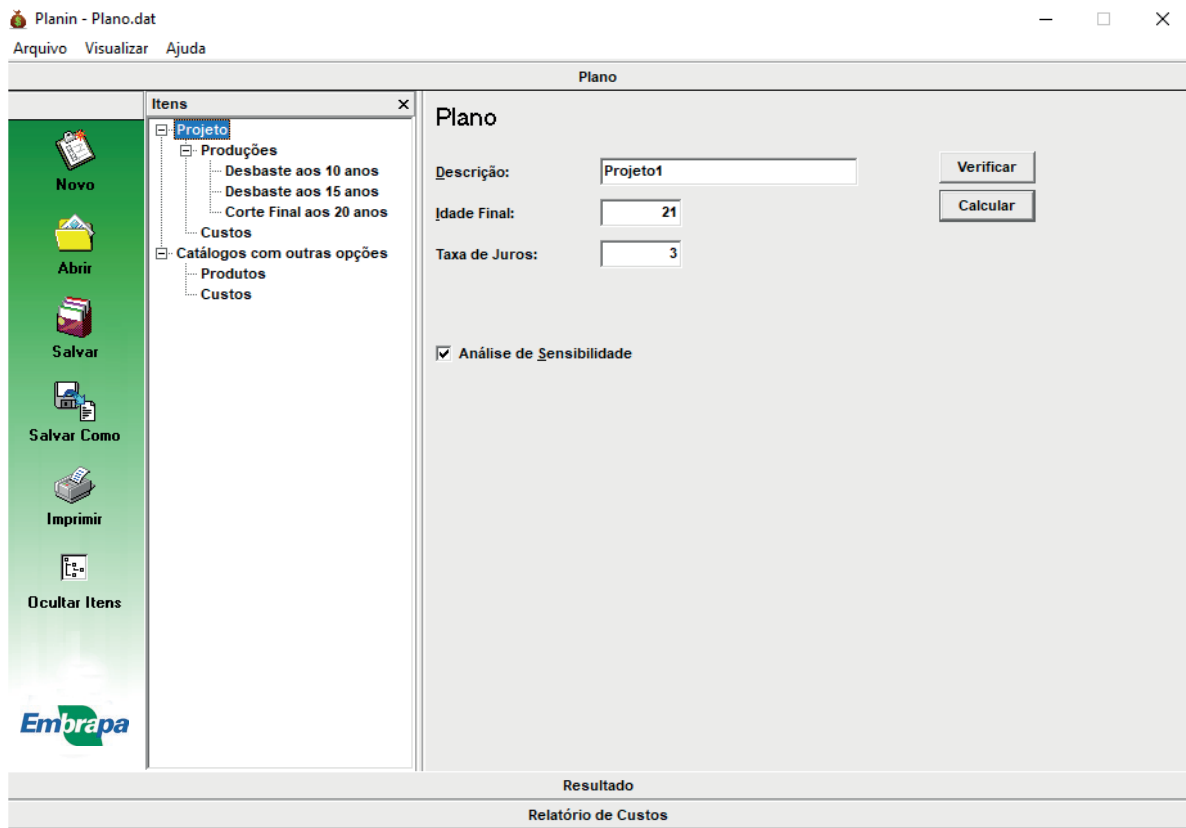 Planin - Plano.dat
Arquivo Visualizar Ajuda
Plano
Novo
Abrir
Salvar
Salvar Como
Imprimir
Ocultar Itens
Embrapa
Itens
Projeto
Produções
Desbaste aos 10 anos
Desbaste aos 15 anos
Corte Final aos 20 anos
Custos
Catálogos com outras opções
Produtos
Custos
Plano
Descrição: Projeto1
Idade Final: 21
Taxa de Juros: 3
Verificar
Calcular
Análise de Sensibilidade
Resultado
Relatório de Custos